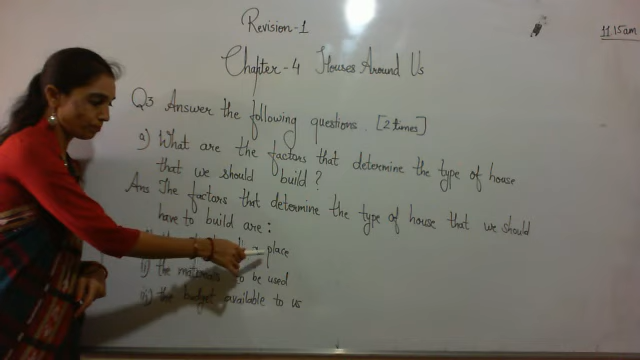 Revision-1
11:15am
Chapter-4 Houses Around Us
Q3 Answer the following questions. [2 times]
a) What are the factors that determine the type of house
that we should build?
Ans The factors that determine the type of house that we should
have to build are:
place
ii) the materials to be used
iii) the budget available to us